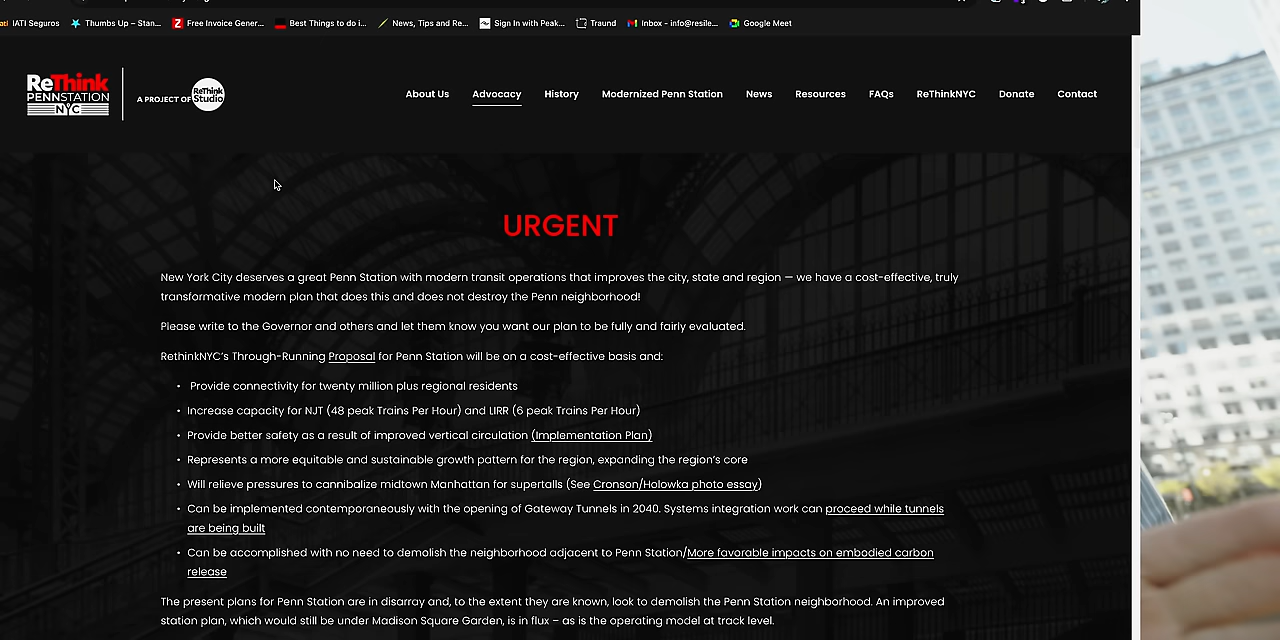 IATI Seguros Thumbs Up – Stan... Free Invoice Gener... Best Things to do i... News, Tips and Re... Sign In with Peak... Traund Inbox - info@resile... Google Meet
ReThink
PENNSTATION
NYC
A PROJECT OF ReThink Studio
About Us Advocacy History Modernized Penn Station News Resources FAQs ReThinkNYC Donate Contact
URGENT
New York City deserves a great Penn Station with modern transit operations that improves the city, state and region — we have a cost-effective, truly
transformative modern plan that does this and does not destroy the Penn neighborhood!
Please write to the Governor and others and let them know you want our plan to be fully and fairly evaluated.
RethinkNYC's Through-Running Proposal for Penn Station will be on a cost-effective basis and:
• Provide connectivity for twenty million plus regional residents
• Increase capacity for NJT (48 peak Trains Per Hour) and LIRR (6 peak Trains Per Hour)
• Provide better safety as a result of improved vertical circulation (Implementation Plan)
• Represents a more equitable and sustainable growth pattern for the region, expanding the region's core
• Will relieve pressures to cannibalize midtown Manhattan for supertalls (See Cronson/Holowka photo essay)
• Can be implemented contemporaneously with the opening of Gateway Tunnels in 2040. Systems integration work can proceed while tunnels
are being built
• Can be accomplished with no need to demolish the neighborhood adjacent to Penn Station/More favorable impacts on embodied carbon
release
The present plans for Penn Station are in disarray and, to the extent they are known, look to demolish the Penn Station neighborhood. An improved
station plan, which would still be under Madison Square Garden, is in flux – as is the operating model at track level.